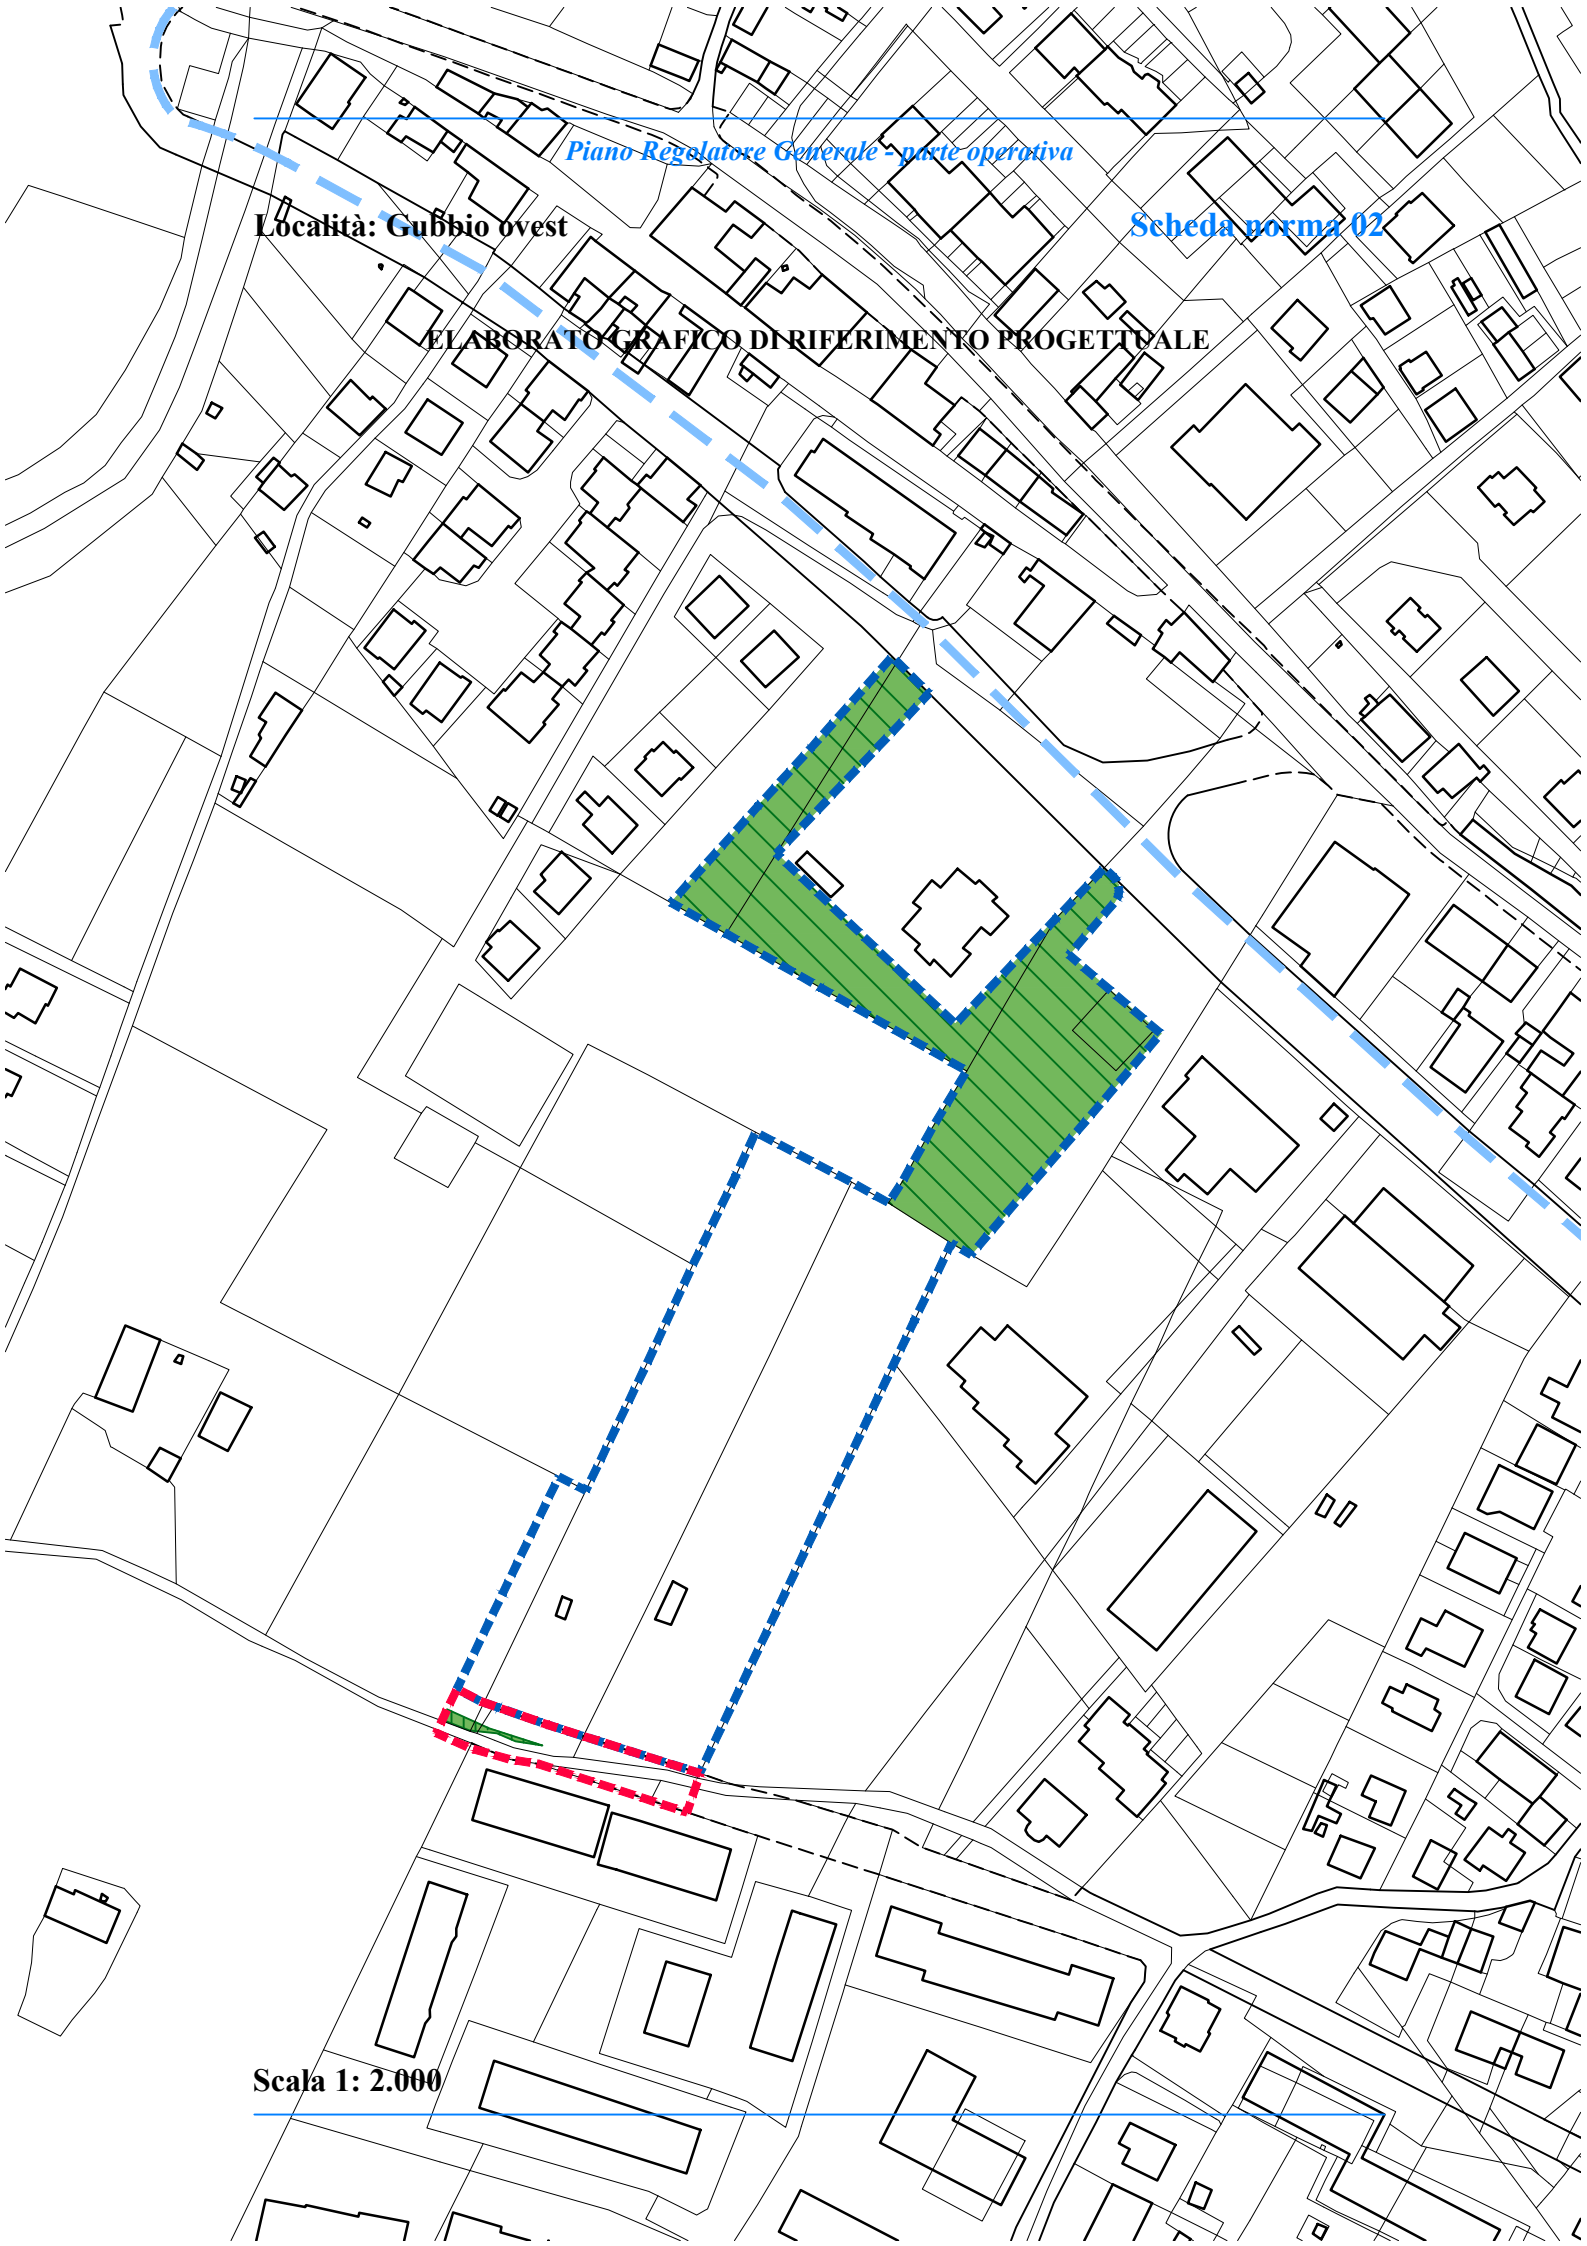 Piano Regolatore Generale - parte operativa
Località: Gubbio ovest
Scheda norma 02
ELABORATO GRAFICO DI RIFERIMENTO PROGETTUALE
Scala 1: 2.000